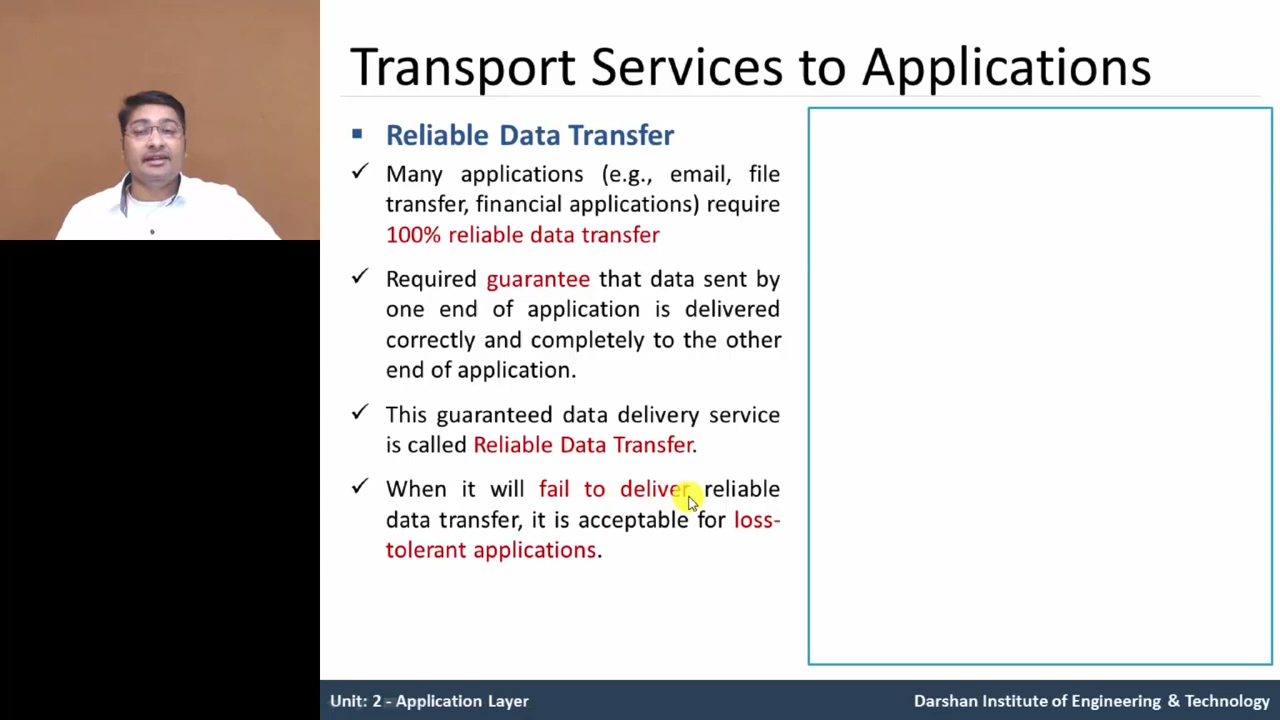 Transport Services to Applications
Reliable Data Transfer
Many applications (e.g., email, file
transfer, financial applications) require
100% reliable data transfer
Required guarantee that data sent by
one end of application is delivered
correctly and completely to the other
end of application.
This guaranteed data delivery service
is called Reliable Data Transfer.
When it will fail to deliver reliable
data transfer, it is acceptable for loss-
tolerant applications.
Unit: 2 - Application Layer
Darshan Institute of Engineering & Technology